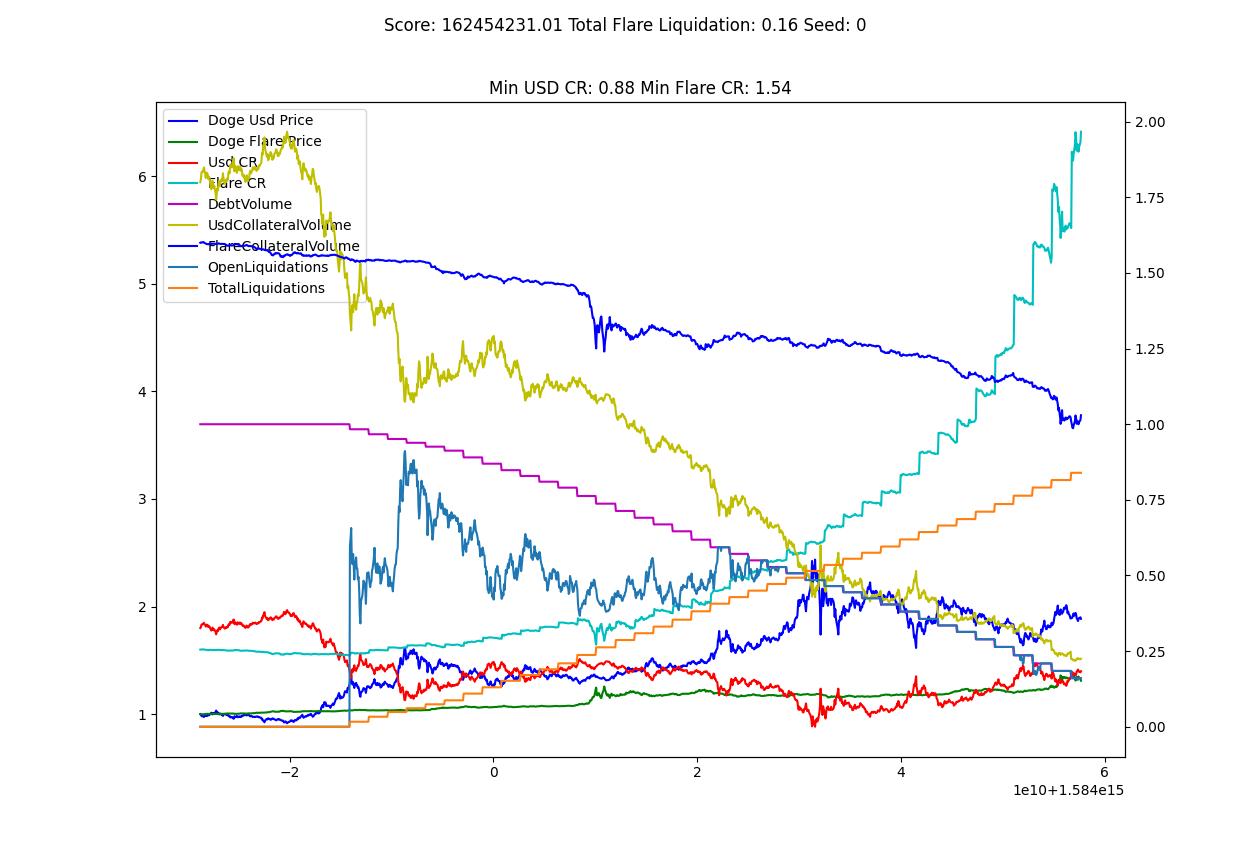 Score: 162454231.01 Total Flare Liquidation: 0.16 Seed: 0
Min USD CR: 0.88 Min Flare CR: 1.54
Doge Usd Price
Doge Flare Price
Usd CR
Flare CR
DebtVolume
UsdCollateralVolume
FlareCollateralVolume
OpenLiquidations
TotalLiquidations
6
5
4
3
2
1
2.00
1.75
1.50
1.25
1.00
0.75
0.50
0.25
0.00
−2
0
2
4
6
1e10+1.584e15